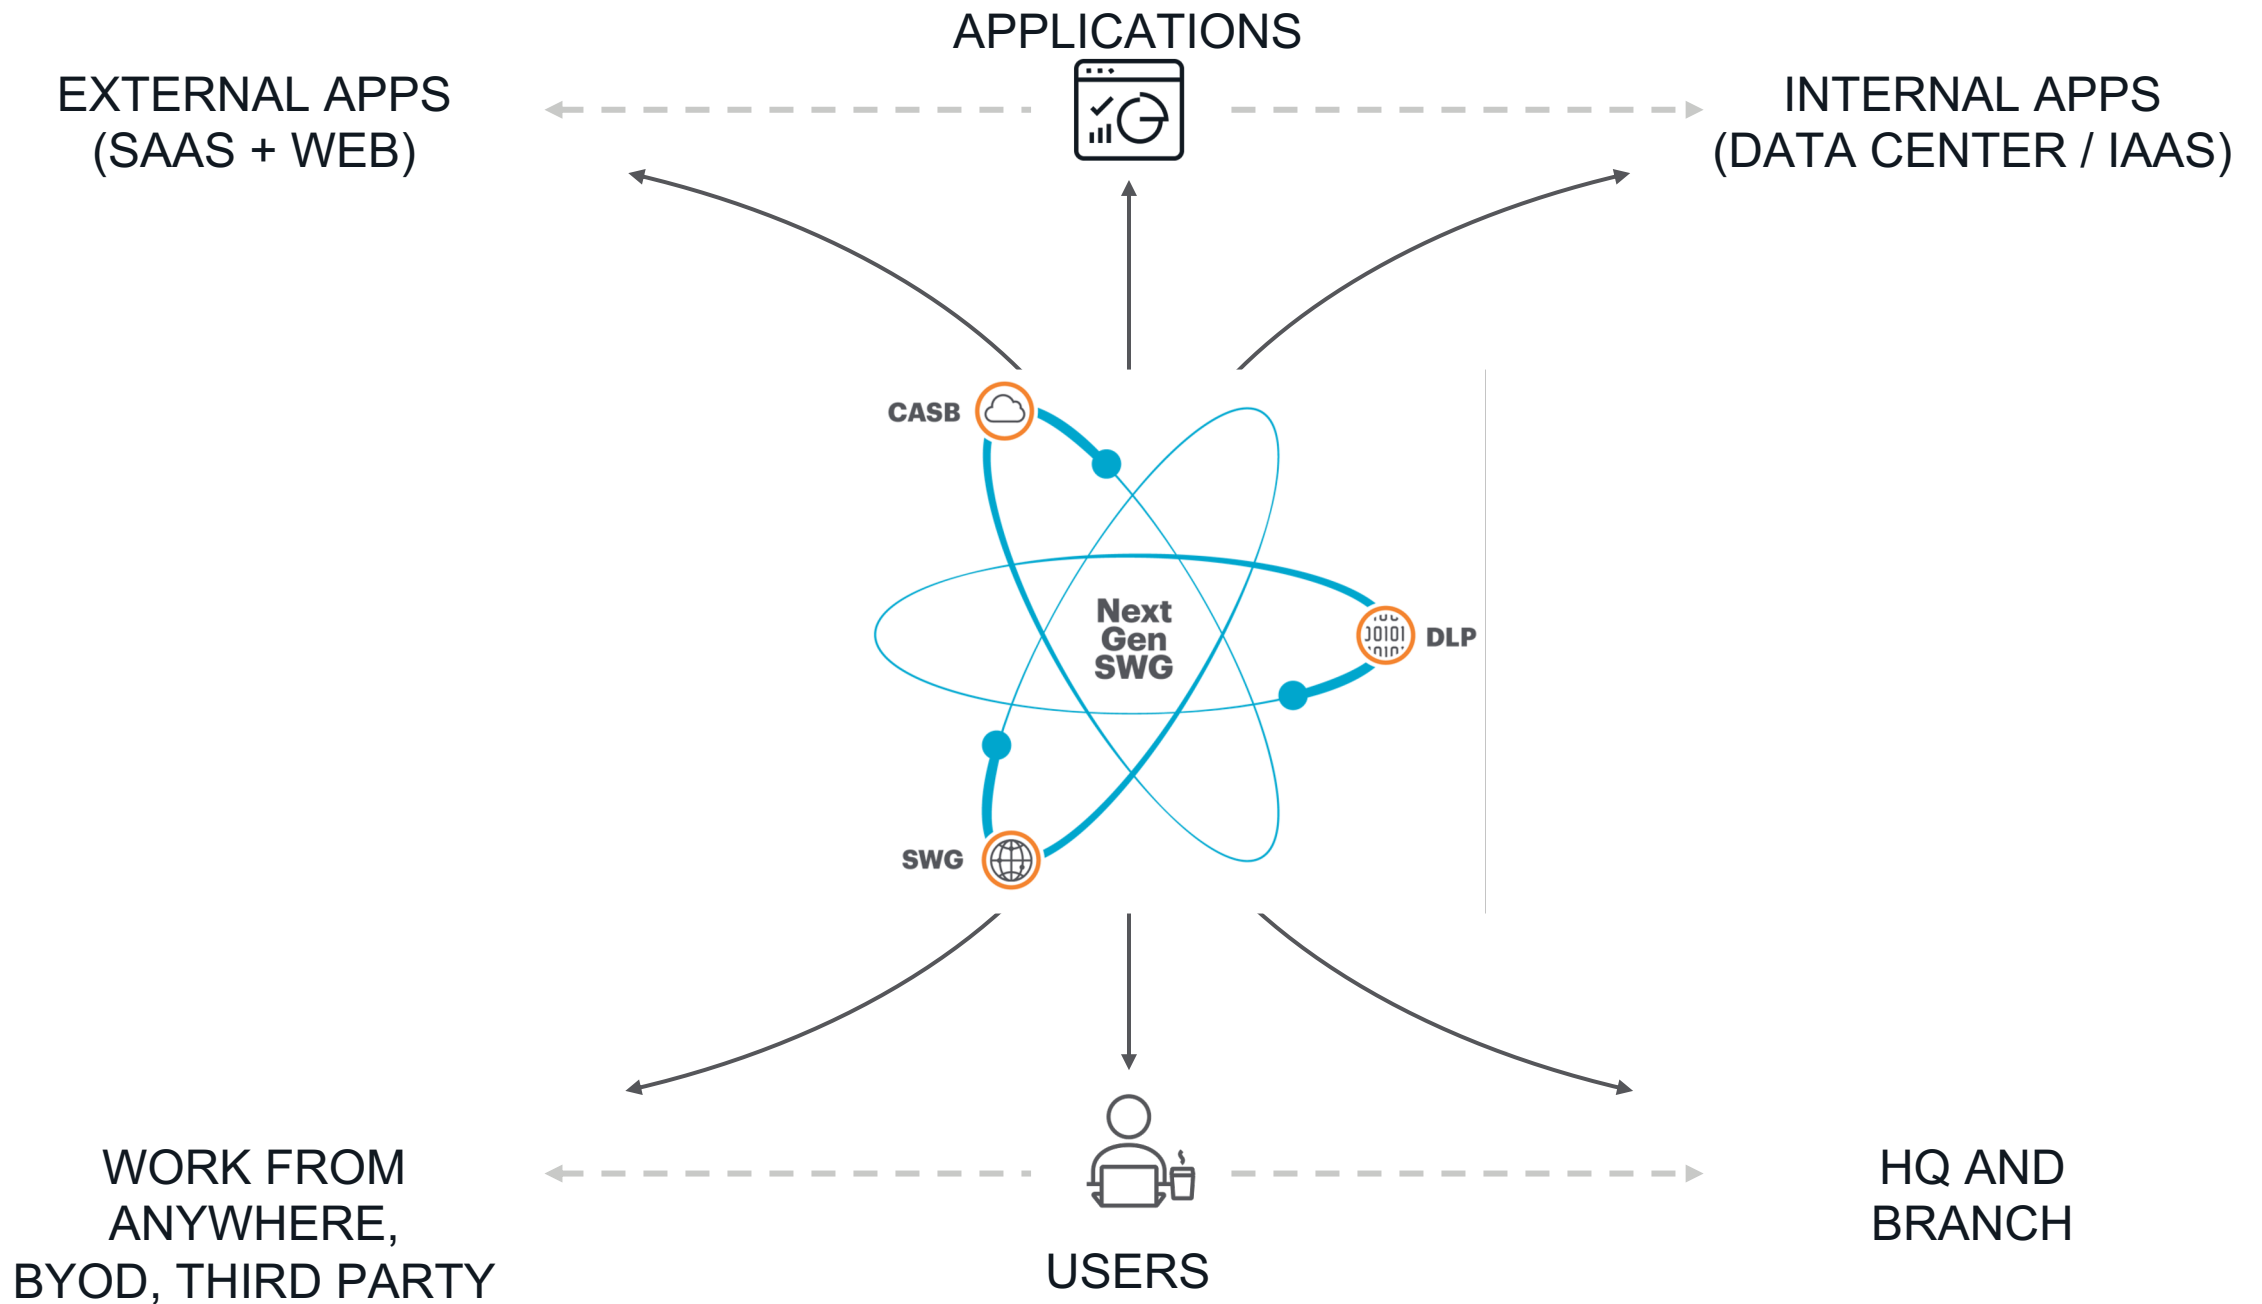 APPLICATIONS
EXTERNAL APPS
(SAAS + WEB)
INTERNAL APPS
(DATA CENTER / IAAS)
CASB
Next
Gen
SWG
DLP
SWG
WORK FROM
ANYWHERE,
BYOD, THIRD PARTY
USERS
HQ AND
BRANCH